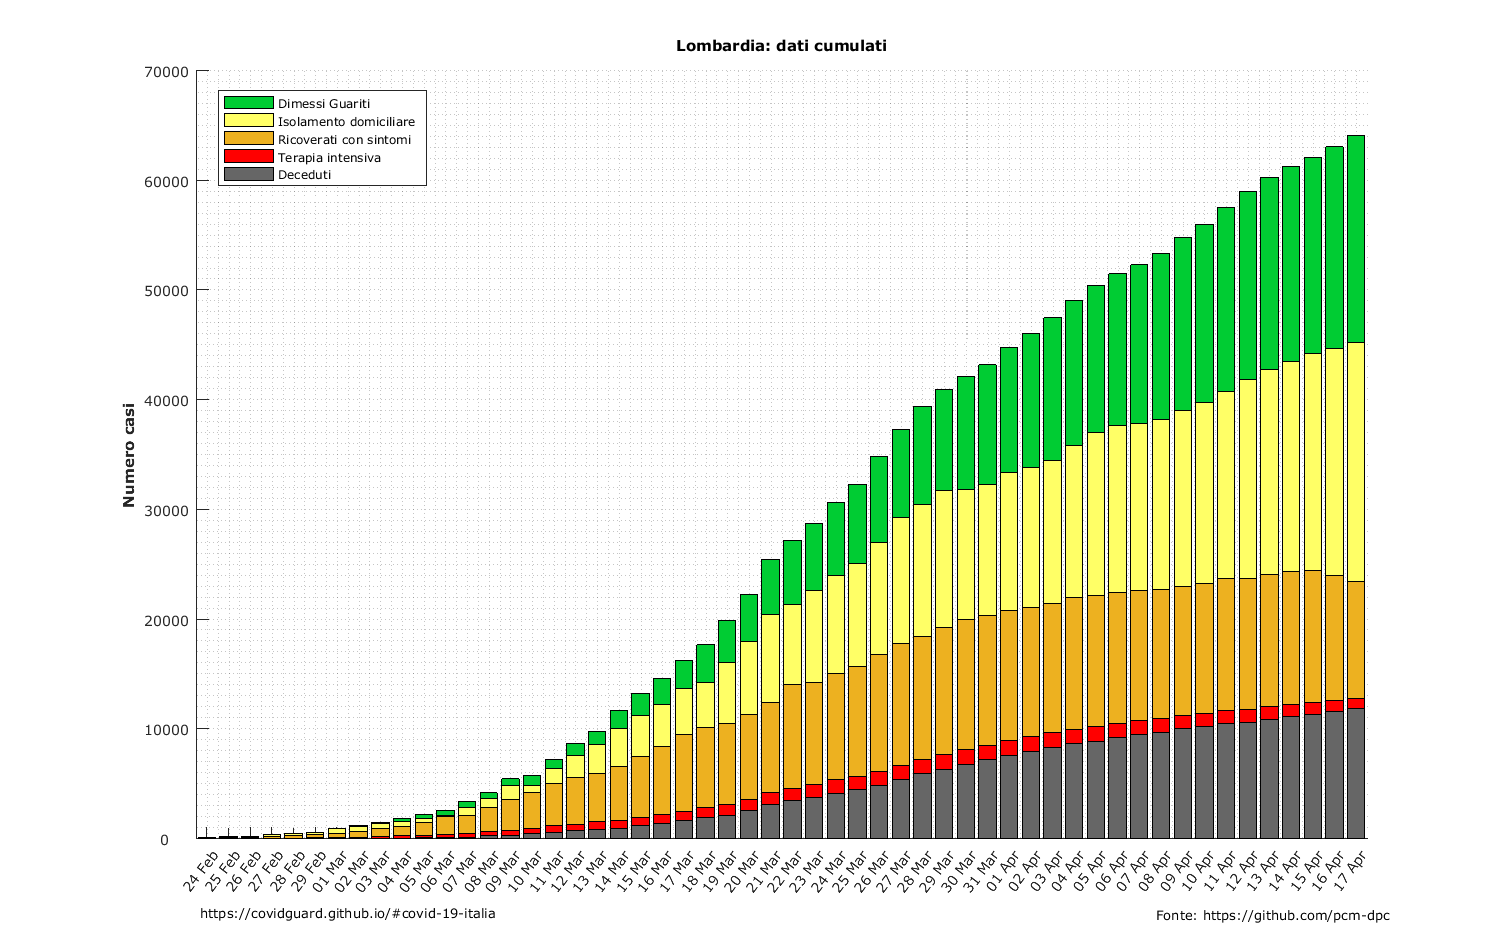 Lombardia: dati cumulati
70000
60000
50000
40000
30000
20000
10000
0
Numero casi
Dimessi Guariti
Isolamento domiciliare
Ricoverati con sintomi
Terapia intensiva
Deceduti
24 Feb
25 Feb
26 Feb
27 Feb
28 Feb
29 Feb
01 Mar
02 Mar
03 Mar
04 Mar
05 Mar
06 Mar
07 Mar
08 Mar
09 Mar
10 Mar
11 Mar
12 Mar
13 Mar
14 Mar
15 Mar
16 Mar
17 Mar
18 Mar
19 Mar
20 Mar
21 Mar
22 Mar
23 Mar
24 Mar
25 Mar
26 Mar
27 Mar
28 Mar
29 Mar
30 Mar
31 Mar
01 Apr
02 Apr
03 Apr
04 Apr
05 Apr
06 Apr
07 Apr
08 Apr
09 Apr
10 Apr
11 Apr
12 Apr
13 Apr
14 Apr
15 Apr
16 Apr
17 Apr
https://covidguard.github.io/#covid-19-italia
Fonte: https://github.com/pcm-dpc